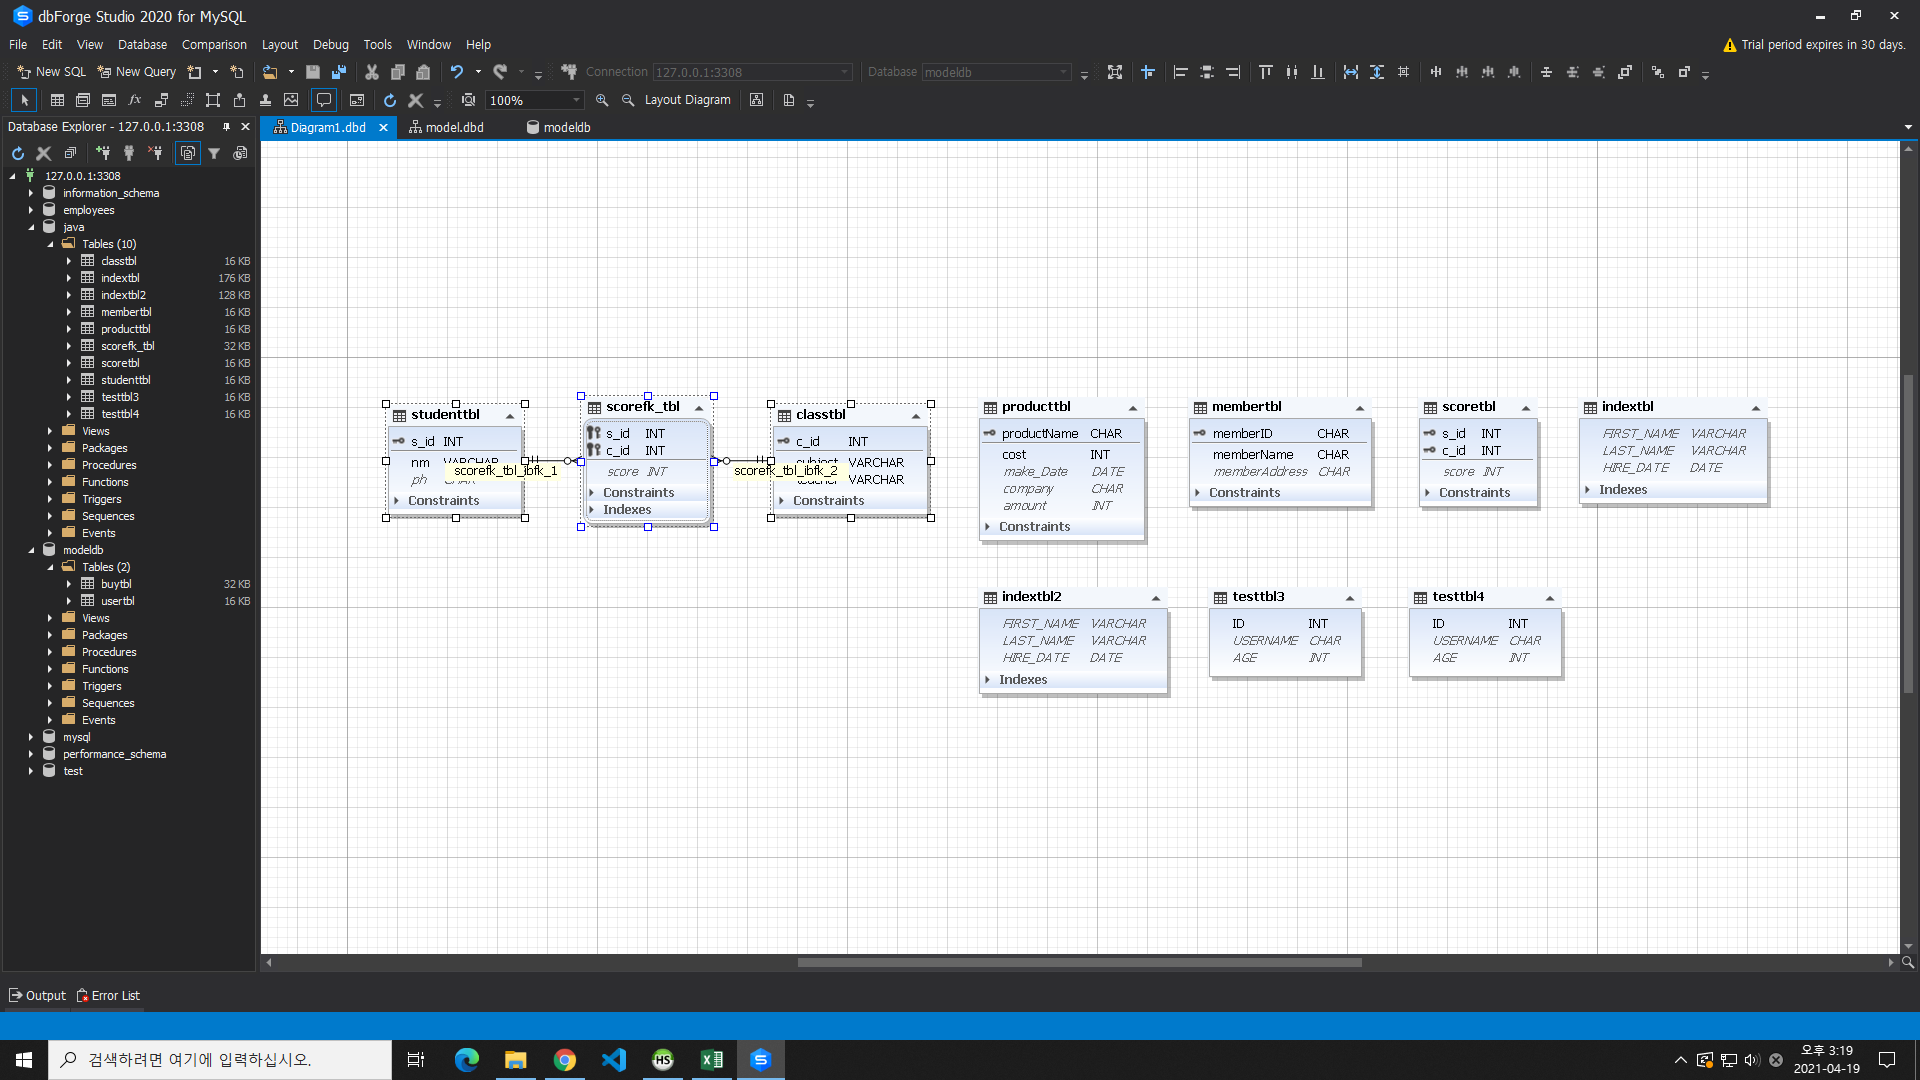 dbForge Studio 2020 for MySQL
File Edit View Database Comparison Layout Debug Tools Window Help
Trial period expires in 30 days.
New SQL New Query Connection 127.0.0.1:3308 Database modeldb
100% Layout Diagram
Database Explorer - 127.0.0.1:3308
Diagram1.dbd model.dbd modeldb
127.0.0.1:3308
information_schema
employees
java
Tables (10)
classtbl 16 KB
indextbl 176 KB
indextbl2 128 KB
membertbl 16 KB
producttbl 16 KB
scorefk_tbl 32 KB
scoretbl 16 KB
studenttbl 16 KB
testtbl3 16 KB
testtbl4 16 KB
Views
Packages
Procedures
Functions
Triggers
Sequences
Events
modeldb
Tables (2)
buytbl 32 KB
usertbl 16 KB
Views
Packages
Procedures
Functions
Triggers
Sequences
Events
mysql
performance_schema
test
studenttbl
s_id INT
nm VARCHAR
ph CHAR
Constraints
scorefk_tbl_ibfk_1
scorefk_tbl
s_id INT
c_id INT
score INT
Constraints
Indexes
scorefk_tbl_ibfk_2
classtbl
c_id INT
subject VARCHAR
VARCHAR
Constraints
producttbl
productName CHAR
cost INT
make_Date DATE
company CHAR
amount INT
Constraints
membertbl
memberID CHAR
memberName CHAR
memberAddress CHAR
Constraints
scoretbl
s_id INT
c_id INT
score INT
Constraints
indextbl
FIRST_NAME VARCHAR
LAST_NAME VARCHAR
HIRE_DATE DATE
Indexes
indextbl2
FIRST_NAME VARCHAR
LAST_NAME VARCHAR
HIRE_DATE DATE
Indexes
testtbl3
ID INT
USERNAME CHAR
AGE INT
testtbl4
ID INT
USERNAME CHAR
AGE INT
Output Error List
검색하려면 여기에 입력하십시오.
HS
오후 3:19
2021-04-19